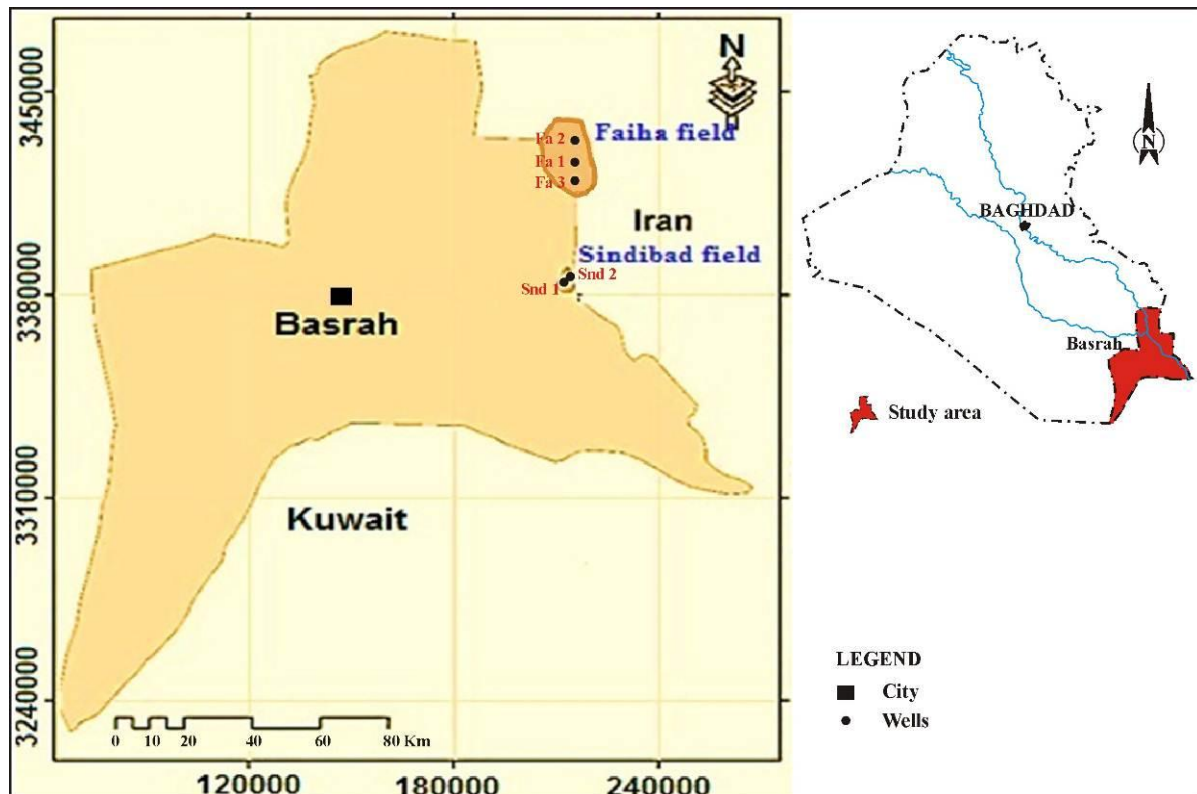 N
3450000
Faiha field
Fa 2
Fa 1
Fa 3
Iran
Sindibad field
Snd 2
Snd 1
3380000
Basrah
3310000
Kuwait
3240000
0 10 20 40 60 80 Km
120000 180000 240000
N
BAGHDAD
Basrah
Study area
LEGEND
City
Wells